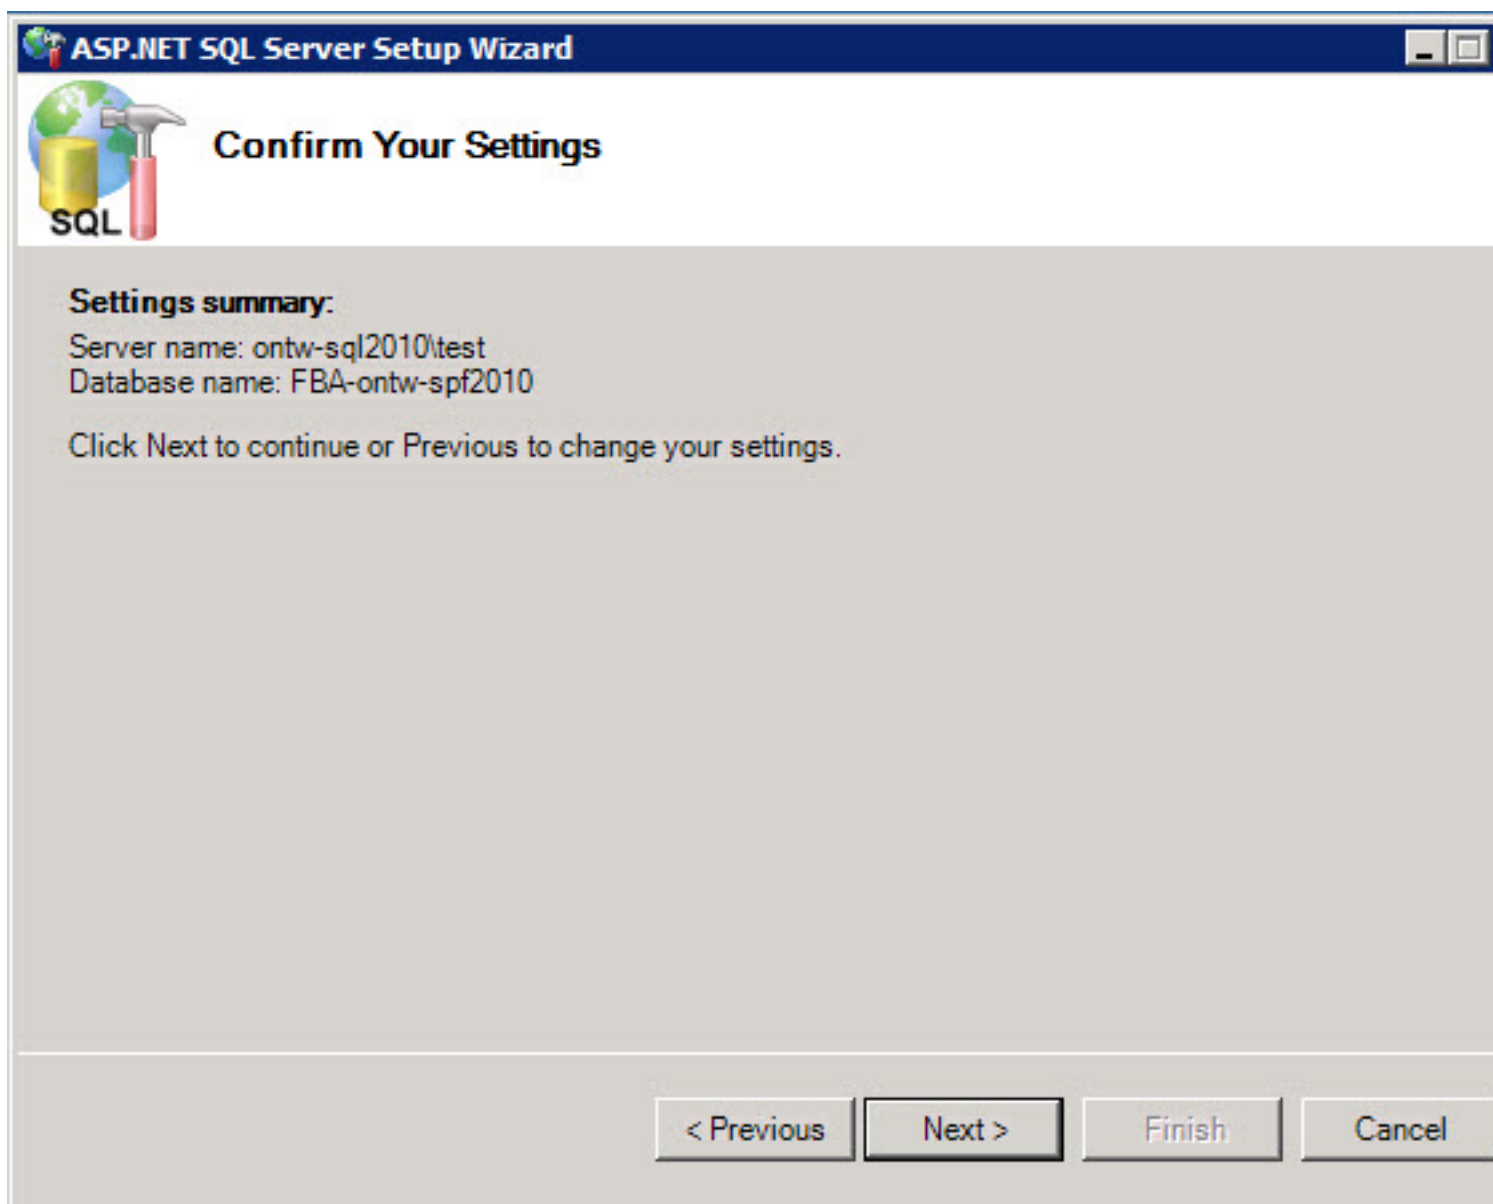 ASP.NET SQL Server Setup Wizard
Confirm Your Settings
SQL
Settings summary:
Server name: ontw-sql2010\test
Database name: FBA-ontw-spf2010
Click Next to continue or Previous to change your settings.
< Previous Next > Finish Cancel